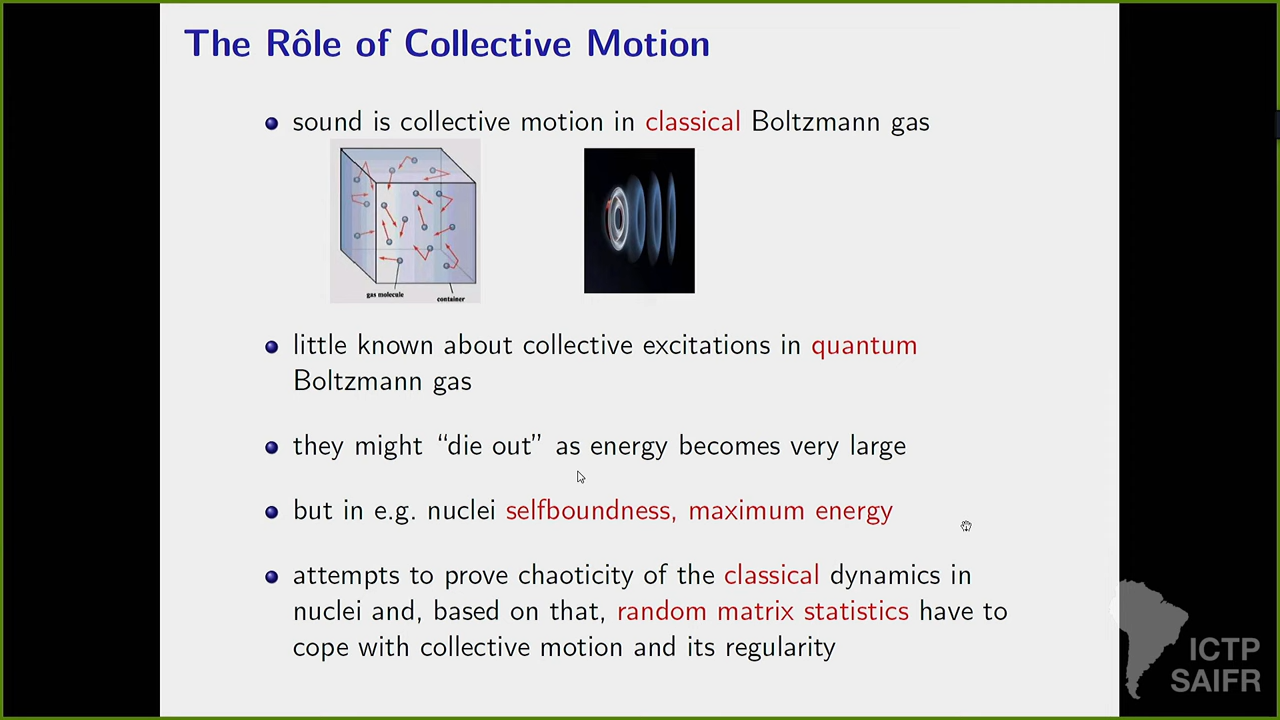 The Rôle of Collective Motion
sound is collective motion in classical Boltzmann gas
gas molecule
container
little known about collective excitations in quantum
Boltzmann gas
they might “die out” as energy becomes very large
but in e.g. nuclei selfboundness, maximum energy
attempts to prove chaoticity of the classical dynamics in
nuclei and, based on that, random matrix statistics have to
cope with collective motion and its regularity
ICTP
SAIFR